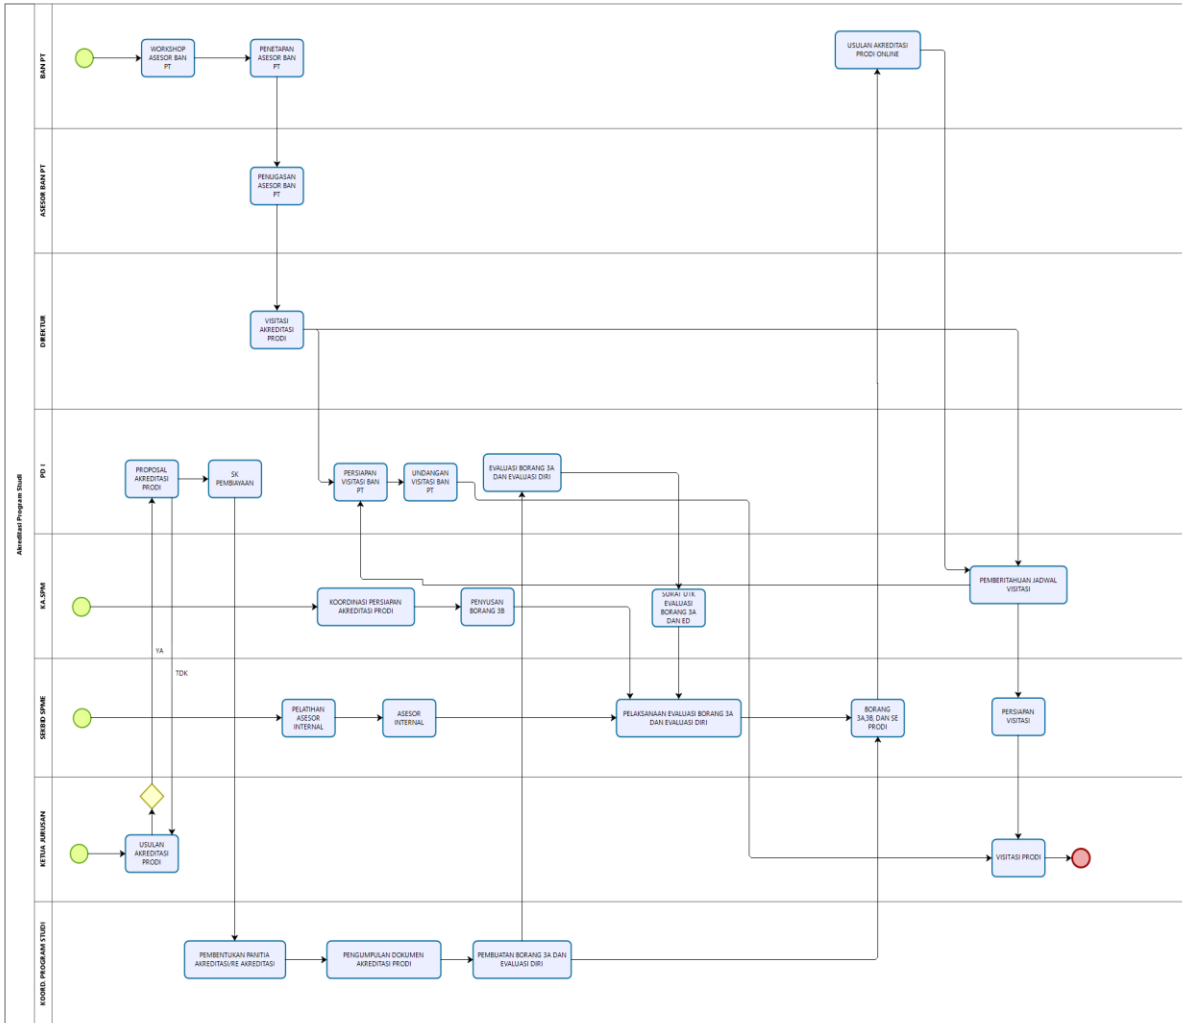 Akreditasi Program Studi
BAN PT
WORKSHOP
ASESOR BAN
PT
PENETAPAN
ASESOR BAN
PT
USULAN AKREDITASI
PRODI ONLINE
ASESOR BAN PT
PENUGASAN
ASESOR BAN
PT
DIREKTUR
VISITASI
AKREDITASI
PRODI
PD I
PROPOSAL
AKREDITASI
PRODI
SK
PEMBIAYAAN
PERSIAPAN
VISITASI BAN
PT
UNDANGAN
VISITASI BAN
PT
EVALUASI BORANG 3A
DAN EVALUASI DIRI
KA.SPM
KOORDINASI PERSIAPAN
AKREDITASI PRODI
PENYUSAN
BORANG 3B
SURAT UTK
EVALUASI
BORANG 3A
DAN ED
PEMBERITAHUAN JADWAL
VISITASI
YA
TDK
SEKBID SPME
PELATIHAN
ASESOR
INTERNAL
ASESOR
INTERNAL
PELAKSANAAN EVALUASI BORANG 3A
DAN EVALUASI DIRI
BORANG
3A,3B, DAN SE
PRODI
PERSIAPAN
VISITASI
KETUA JURUSAN
USULAN
AKREDITASI
PRODI
VISITASI PRODI
KOORD. PROGRAM STUDI
PEMBENTUKAN PANITIA
AKREDITASI/RE AKREDITASI
PENGUMPULAN DOKUMEN
AKREDITASI PRODI
PEMBUATAN BORANG 3A DAN
EVALUASI DIRI